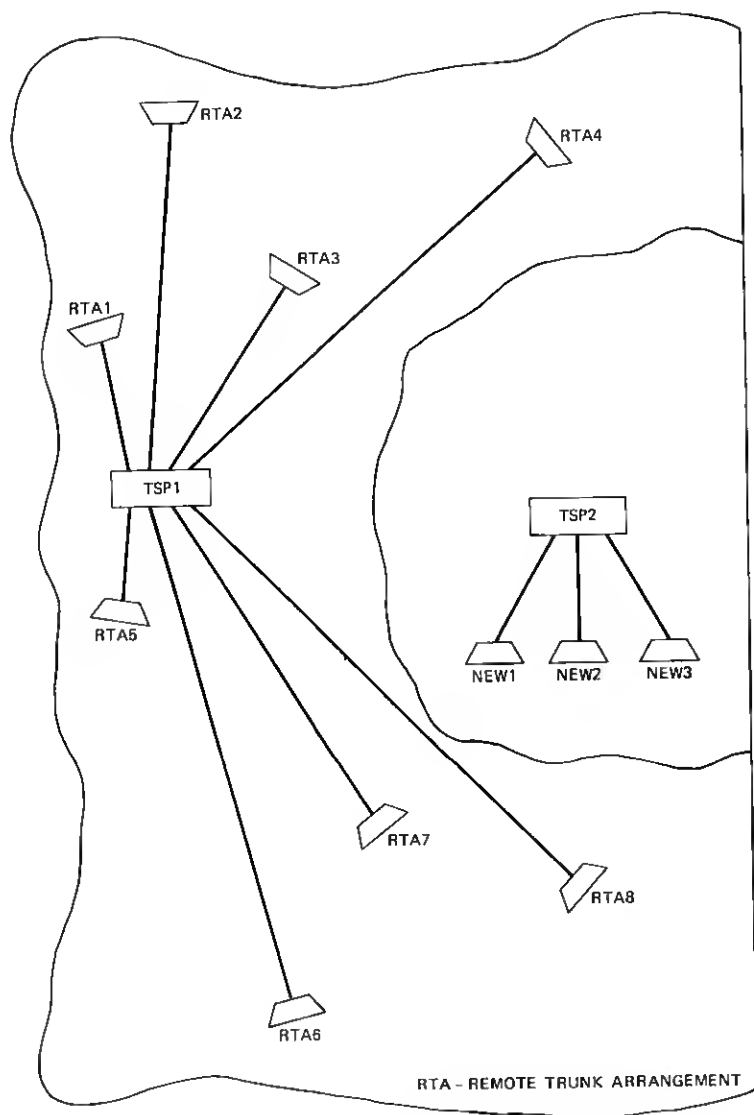 RTA2
RTA4
RTA3
RTA1
TSP1
TSP2
RTA5
NEW1
NEW2
NEW3
RTA7
RTA8
RTA6
RTA – REMOTE TRUNK ARRANGEMENT